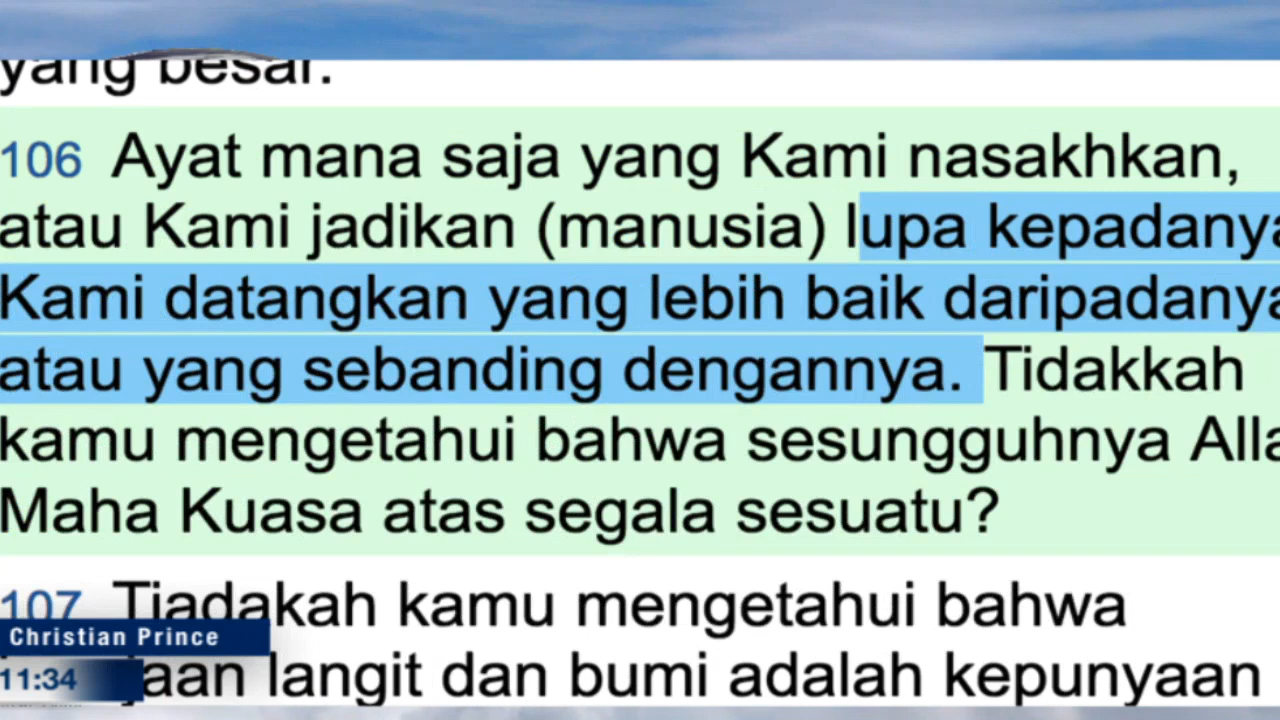 yang besar.
106 Ayat mana saja yang Kami nasakhkan,
atau Kami jadikan (manusia) lupa kepadanya
Kami datangkan yang lebih baik daripadanya
atau yang sebanding dengannya. Tidakkah
kamu mengetahui bahwa sesungguhnya Alla
Maha Kuasa atas segala sesuatu?
107 Tiadakah kamu mengetahui bahwa
Christian Prince
11:34
jaan langit dan bumi adalah kepunyaan